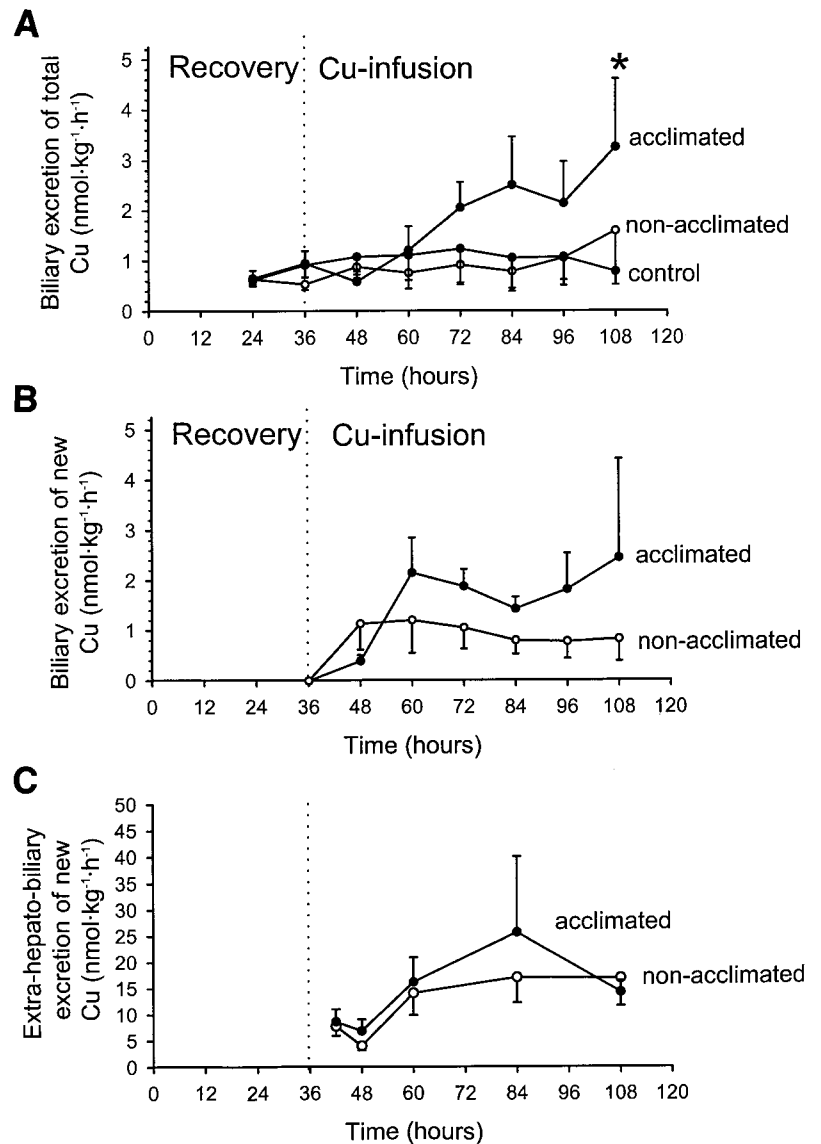 A
Biliary excretion of total
Cu (nmol·kg⁻¹·h⁻¹)
5
4
3
2
1
0
Recovery
Cu-infusion
*
acclimated
non-acclimated
control
0 12 24 36 48 60 72 84 96 108 120
Time (hours)
B
Biliary excretion of new
Cu (nmol·kg⁻¹·h⁻¹)
5
4
3
2
1
0
Recovery
Cu-infusion
acclimated
non-acclimated
0 12 24 36 48 60 72 84 96 108 120
Time (hours)
C
Extra-hepato-biliary
excretion of new
Cu (nmol·kg⁻¹·h⁻¹)
50
45
40
35
30
25
20
15
10
5
0
acclimated
non-acclimated
0 12 24 36 48 60 72 84 96 108 120
Time (hours)